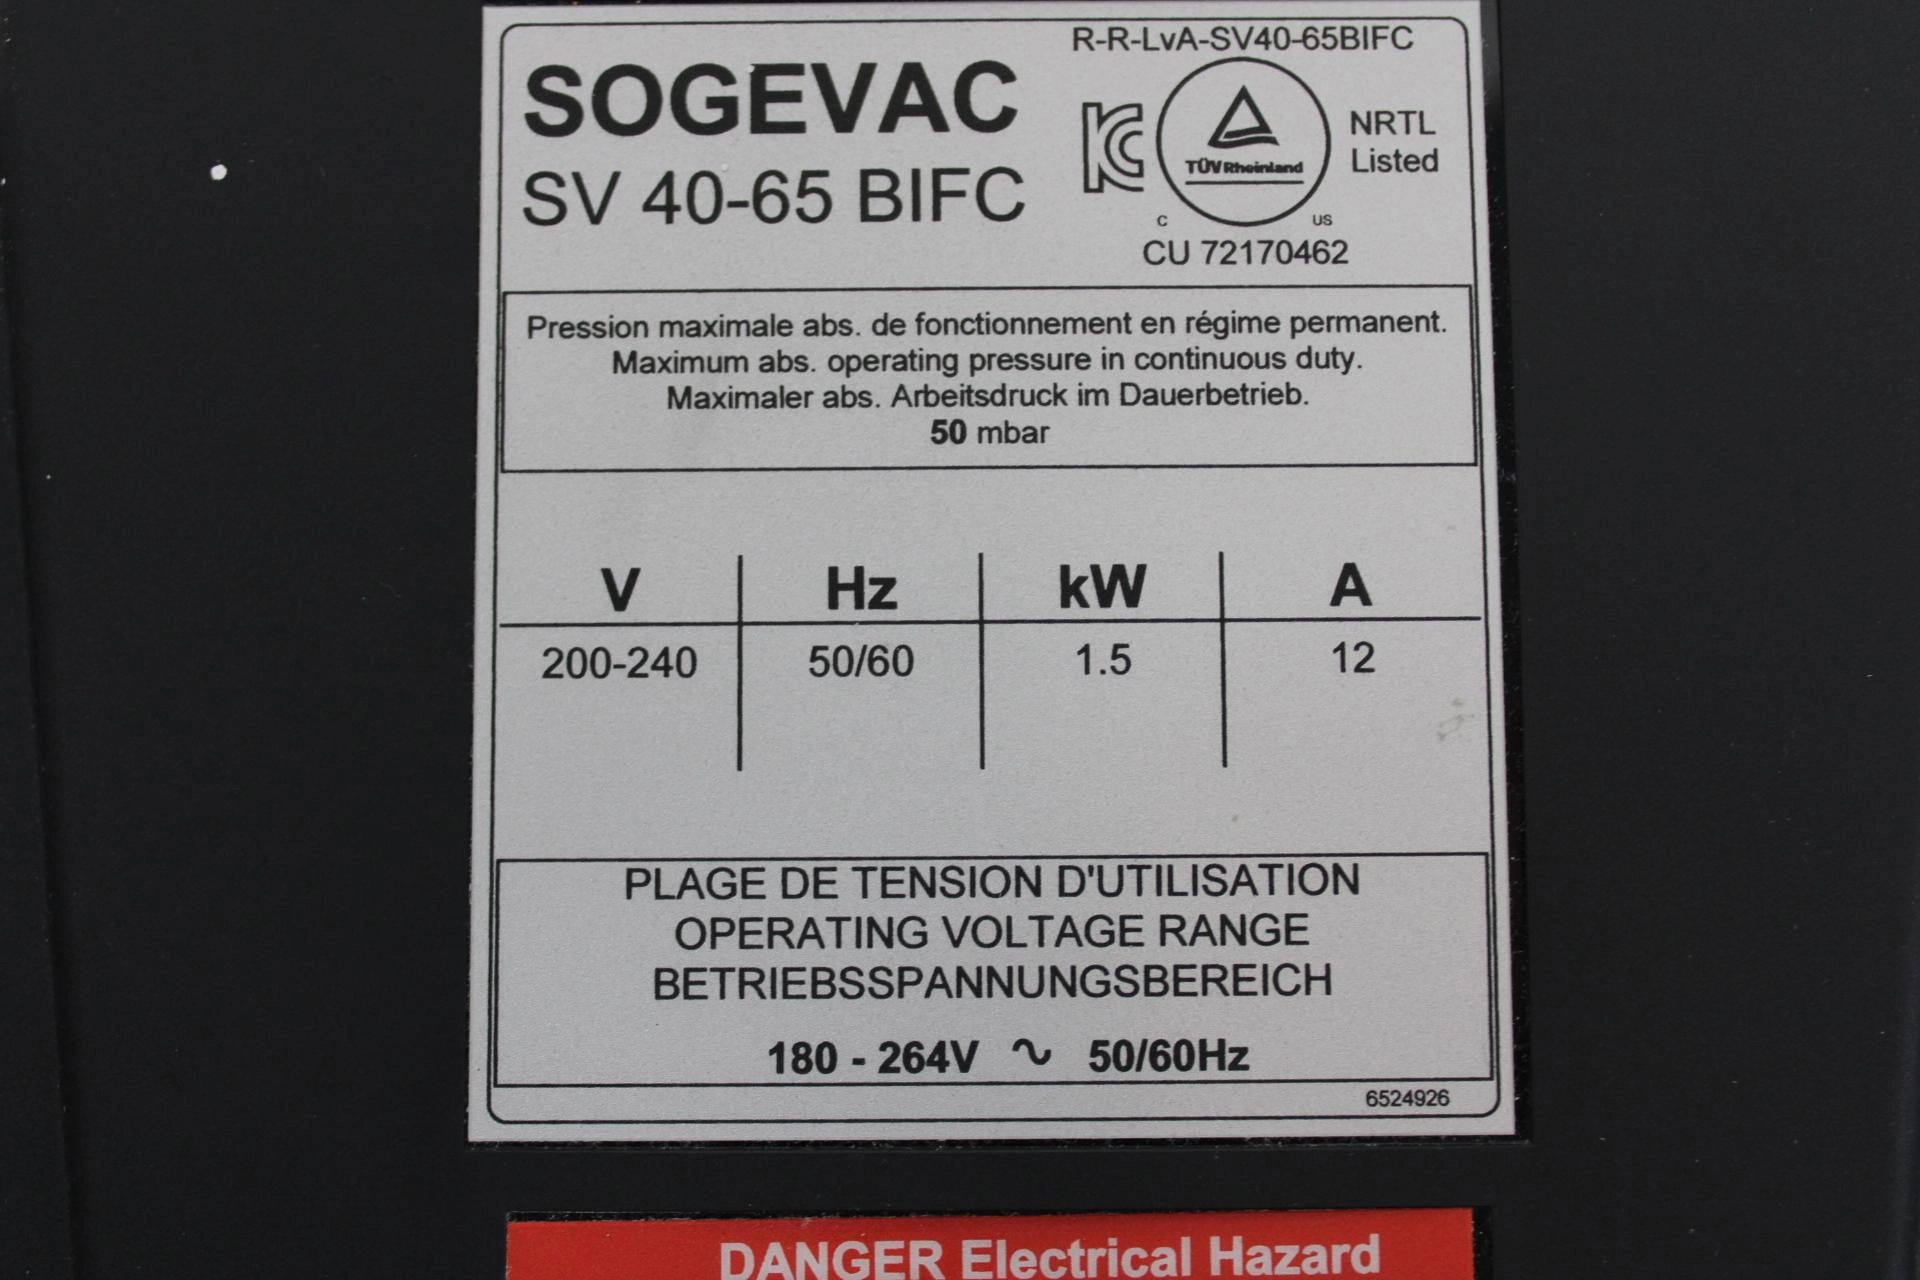 SOGEVAC
SV 40-65 BIFC
R-R-LvA-SV40-65BIFC
TÜVRheinland
NRTL
Listed
C US
CU 72170462
Pression maximale abs. de fonctionnement en régime permanent.
Maximum abs. operating pressure in continuous duty.
Maximaler abs. Arbeitsdruck im Dauerbetrieb.
50 mbar
V Hz kW A
200-240 50/60 1.5 12
PLAGE DE TENSION D'UTILISATION
OPERATING VOLTAGE RANGE
BETRIEBSSPANNUNGSBEREICH
180 - 264V ∿ 50/60Hz
6524926
DANGER Electrical Hazard